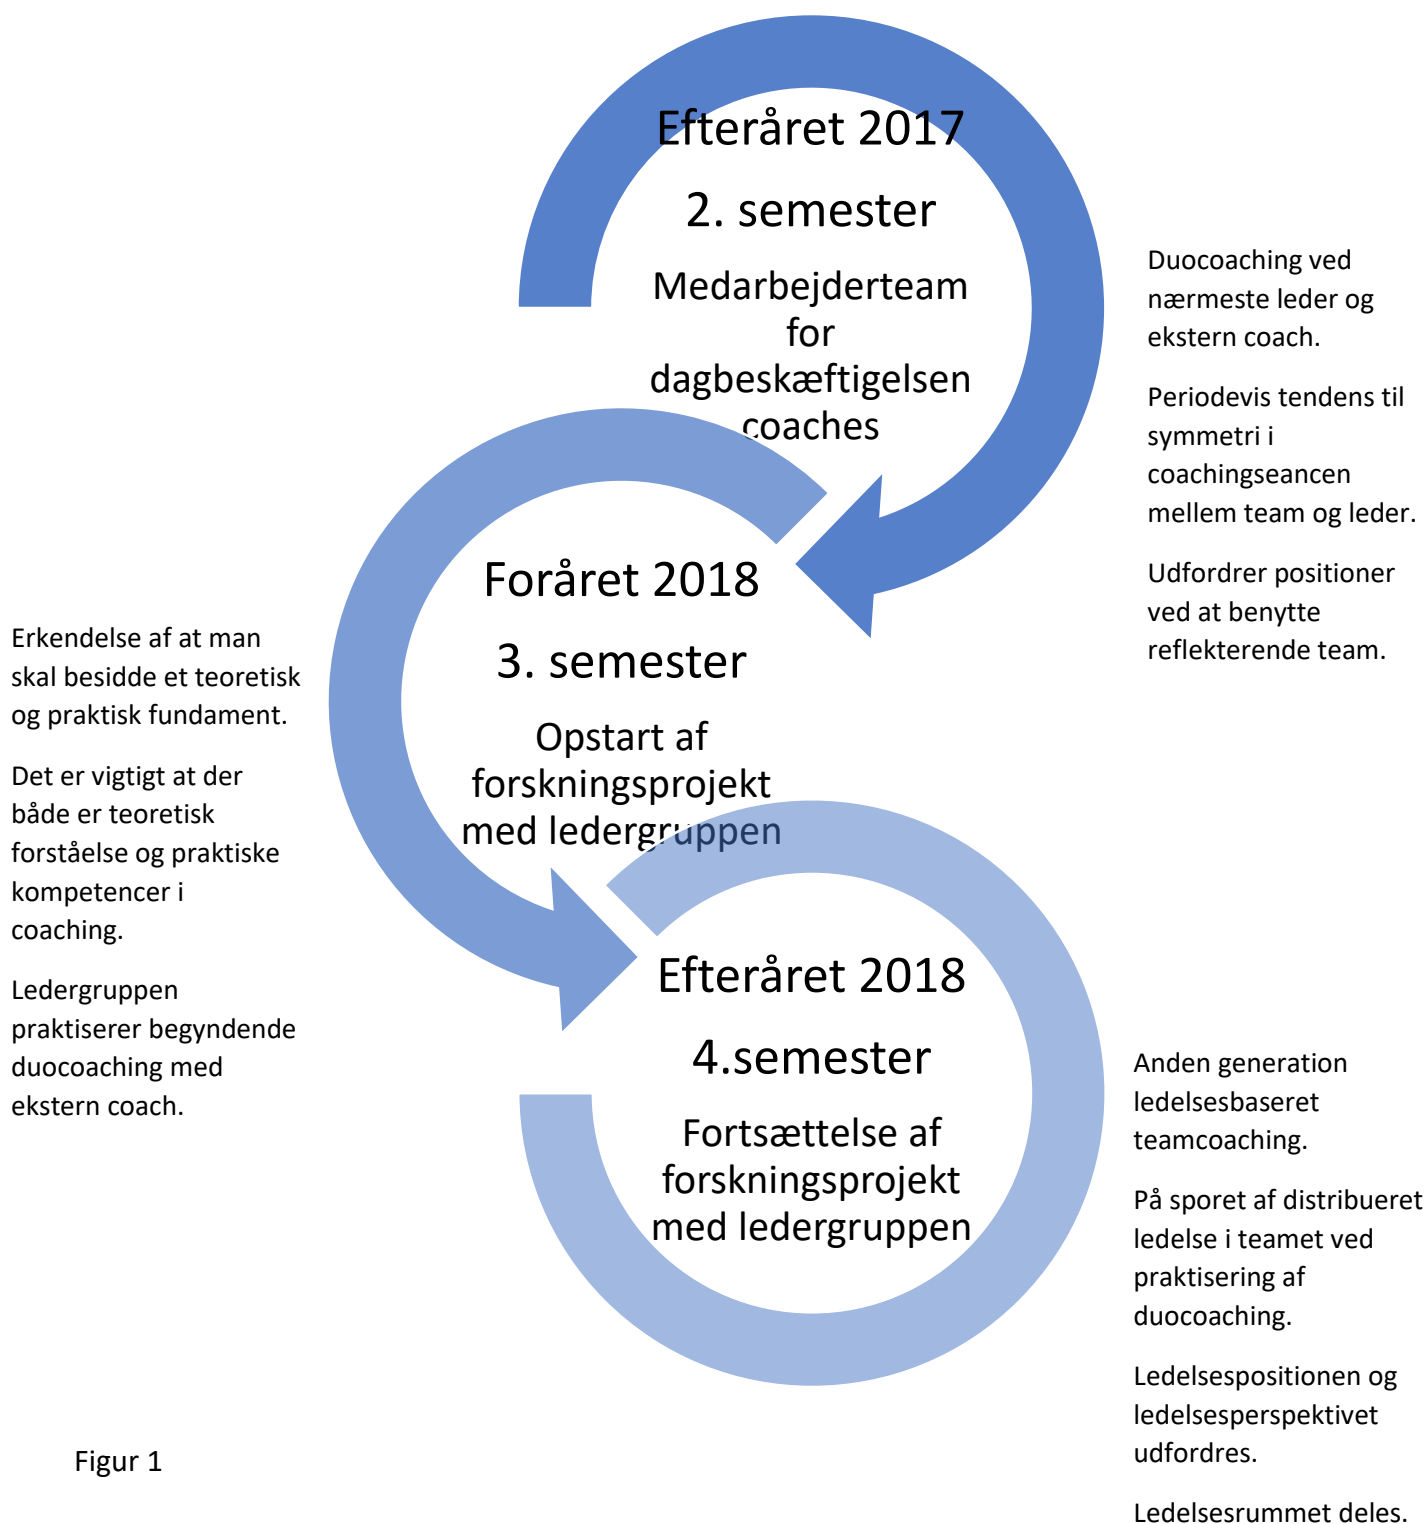 Efteråret 2017
2. semester
Medarbejderteam
for
dagbeskæftigelsen
coaches
Duocoaching ved
nærmeste leder og
ekstern coach.
Periodevis tendens til
symmetri i
coachingseancen
mellem team og leder.
Udfordrer positioner
ved at benytte
reflekterende team.
Foråret 2018
3. semester
Opstart af
forskningsprojekt
med ledergruppen
Erkendelse af at man
skal besidde et teoretisk
og praktisk fundament.
Det er vigtigt at der
både er teoretisk
forståelse og praktiske
kompetencer i
coaching.
Ledergruppen
praktiserer begyndende
duocoaching med
ekstern coach.
Efteråret 2018
4.semester
Fortsættelse af
forskningsprojekt
med ledergruppen
Anden generation
ledelsesbaseret
teamcoaching.
På sporet af distribueret
ledelse i teamet ved
praktisering af
duocoaching.
Ledelsespositionen og
ledelsesperspektivet
udfordres.
Ledelsesrummet deles.
Figur 1